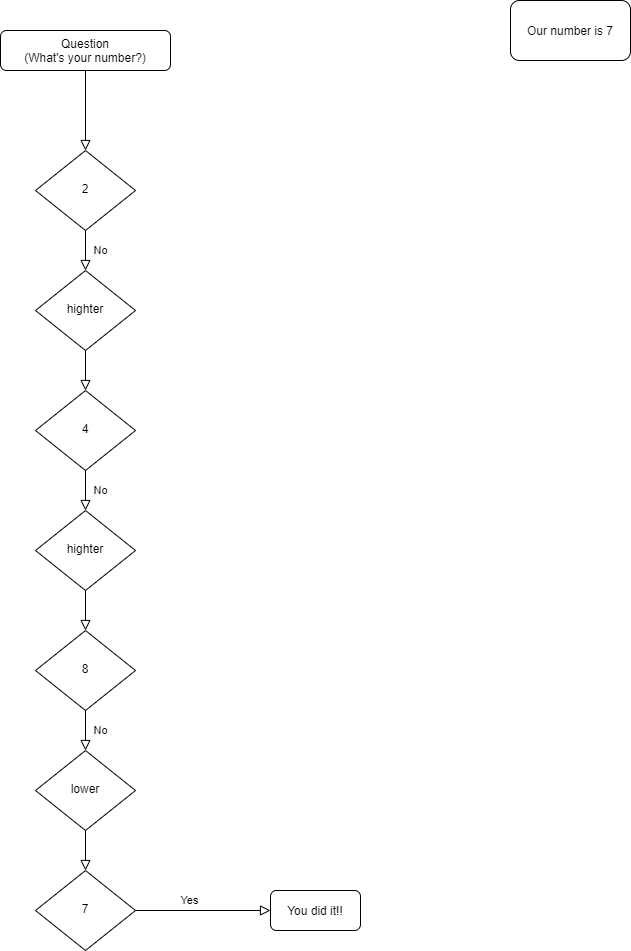 Our number is 7
Question
(What's your number?)
2
No
highter
4
No
highter
8
No
lower
7
Yes
You did it!!